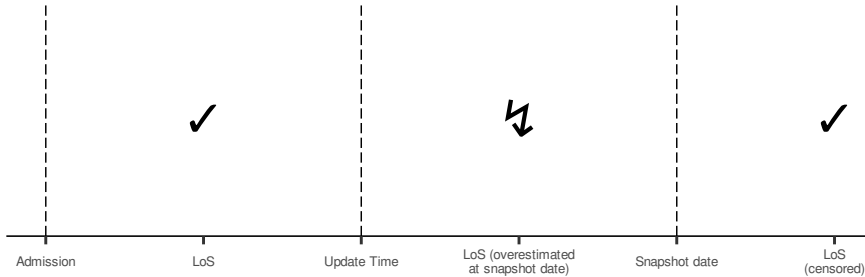 ✓
↯
✓
Admission
LoS
Update Time
LoS (overestimated
at snapshot date)
Snapshot date
LoS
(censored)